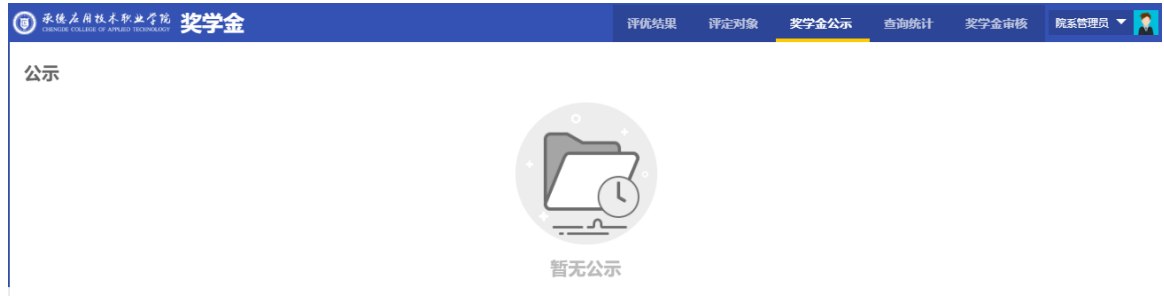 承德应用技术职业学院 奖学金 评优结果 评定对象 奖学金公示 查询统计 奖学金审核 院系管理员
CHENGDE COLLEGE OF APPLIED TECHNOLOGY
公示
暂无公示